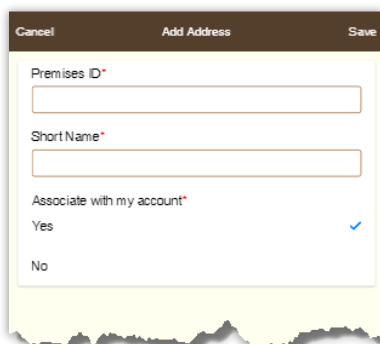 Cancel Add Address Save
Premises ID*
Short Name*
Associate with my account*
Yes
No